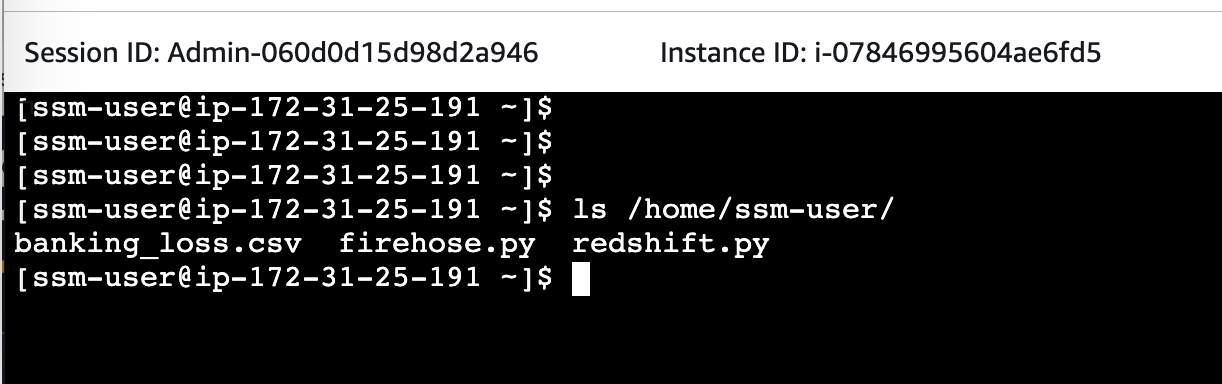 Session ID: Admin-060d0d15d98d2a946 Instance ID: i-07846995604ae6fd5
[ssm-user@ip-172-31-25-191 ~]$
[ssm-user@ip-172-31-25-191 ~]$
[ssm-user@ip-172-31-25-191 ~]$
[ssm-user@ip-172-31-25-191 ~]$ ls /home/ssm-user/
banking_loss.csv  firehose.py  redshift.py
[ssm-user@ip-172-31-25-191 ~]$